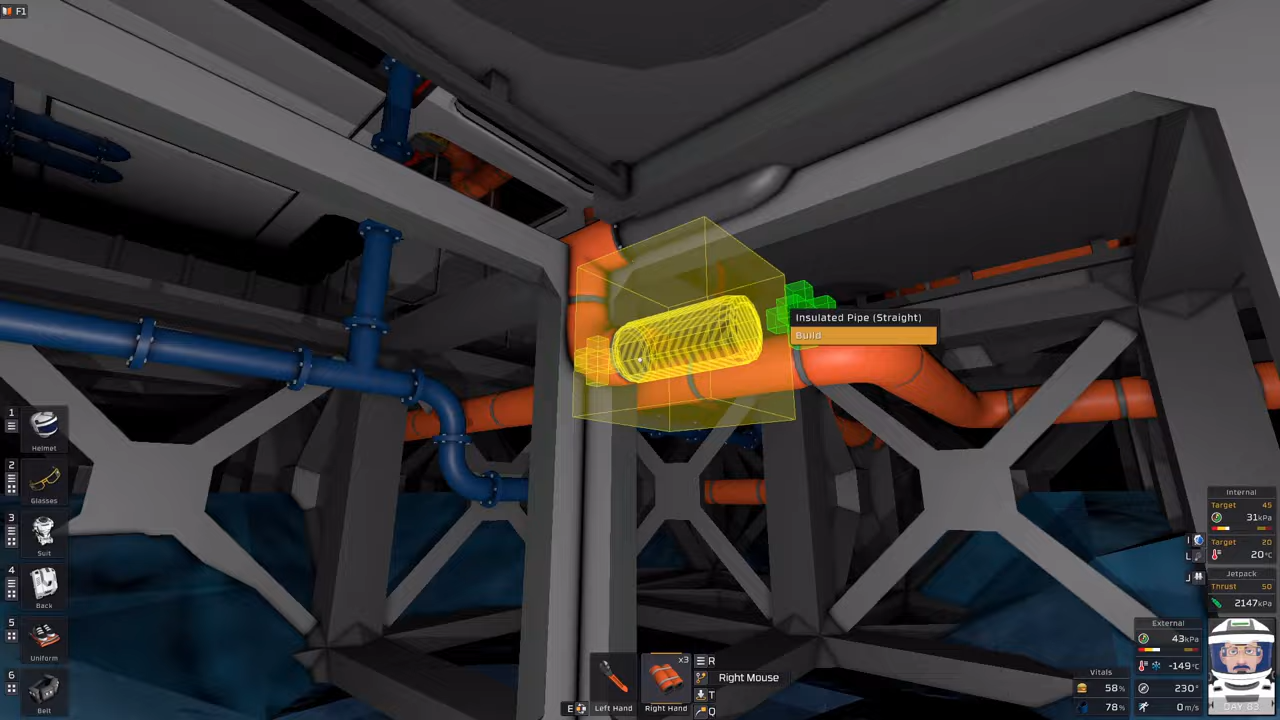 F1
Insulated Pipe (Straight)
Build
1
Helmet
2
Glasses
3
Suit
4
Back
5
Uniform
6
Belt
E
Left Hand
x3
Right Hand
R
Right Mouse
T
Q
Internal
Target 45
31kPa
Target 20
20°C
Jetpack
Thrust 50
2147kPa
External
43kPa
-149°C
230°
0m/s
Vitals
58%
78%
DAY 83